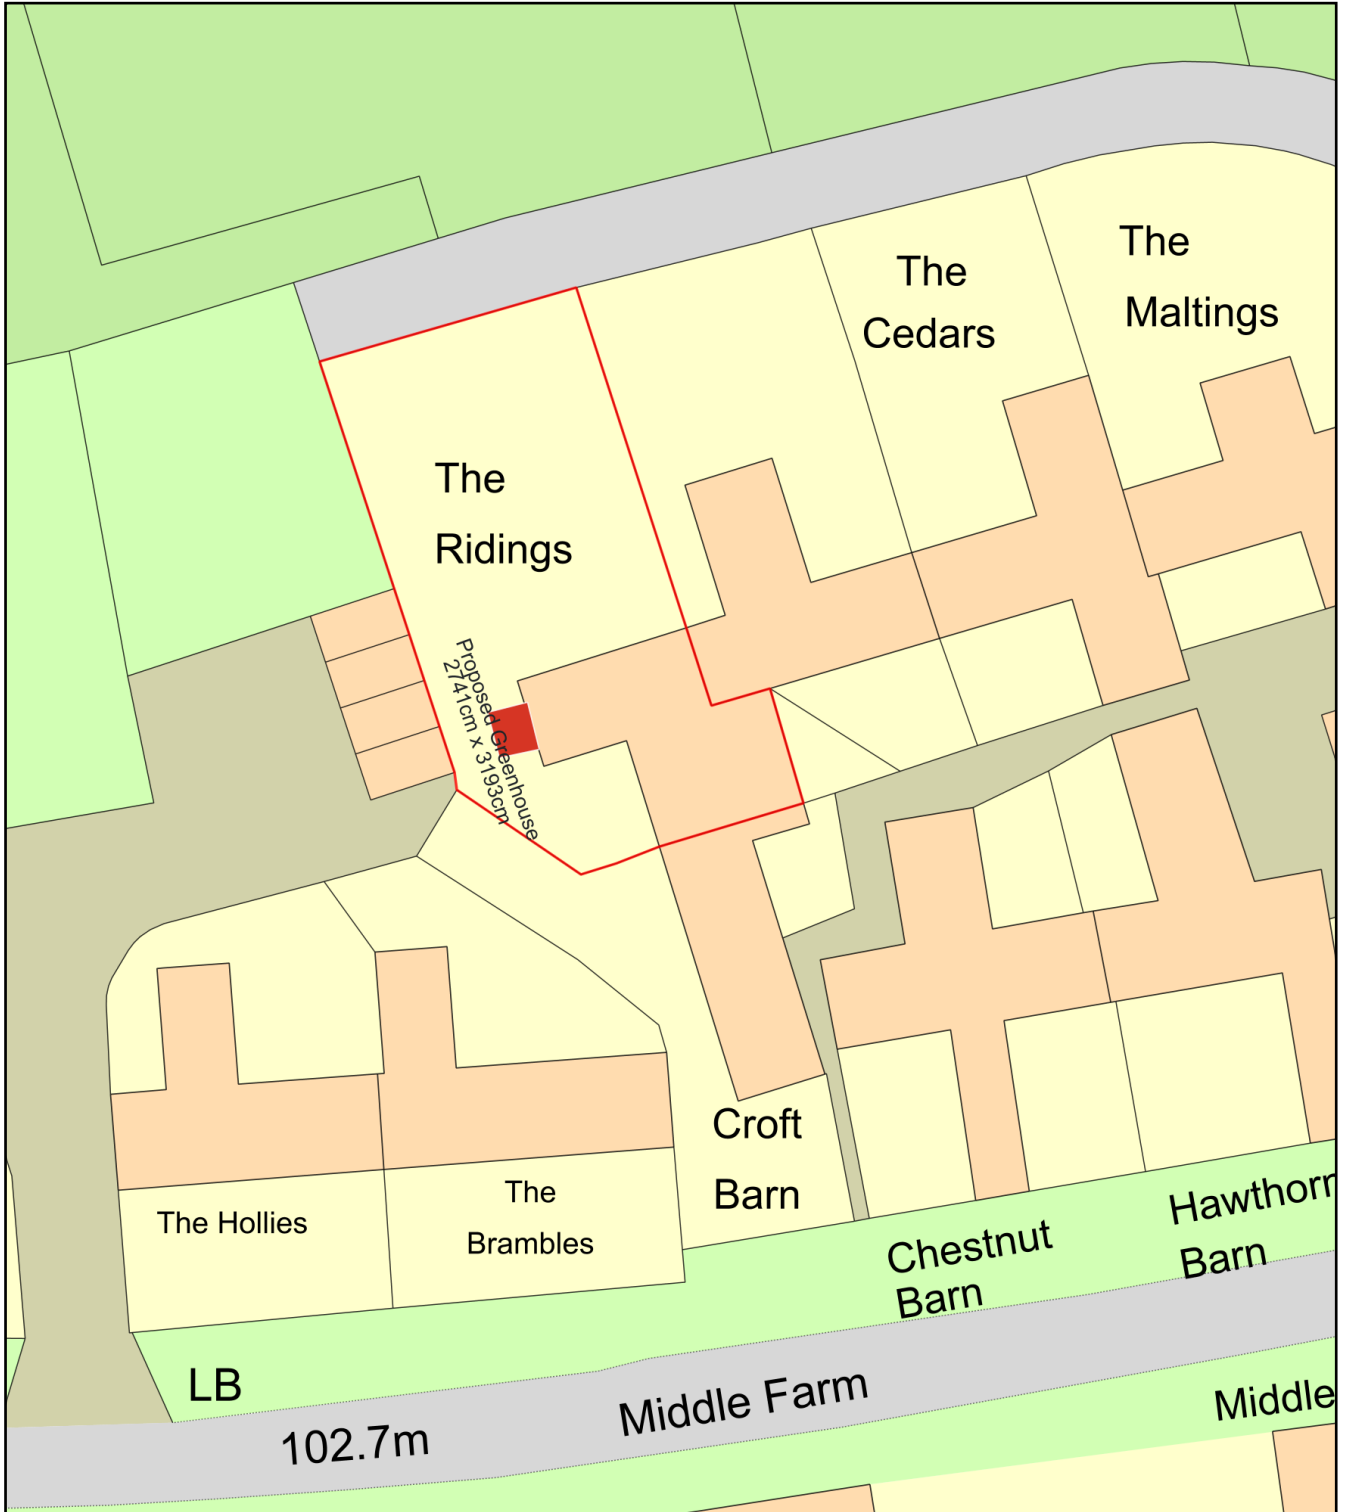 The
Maltings
The
Cedars
The
Ridings
Proposed Greenhouse
2741cm x 3193cm
Croft
Barn
The
Brambles
The Hollies
Hawthorn
Barn
Chestnut
Barn
LB
Middle Farm
Middle
102.7m